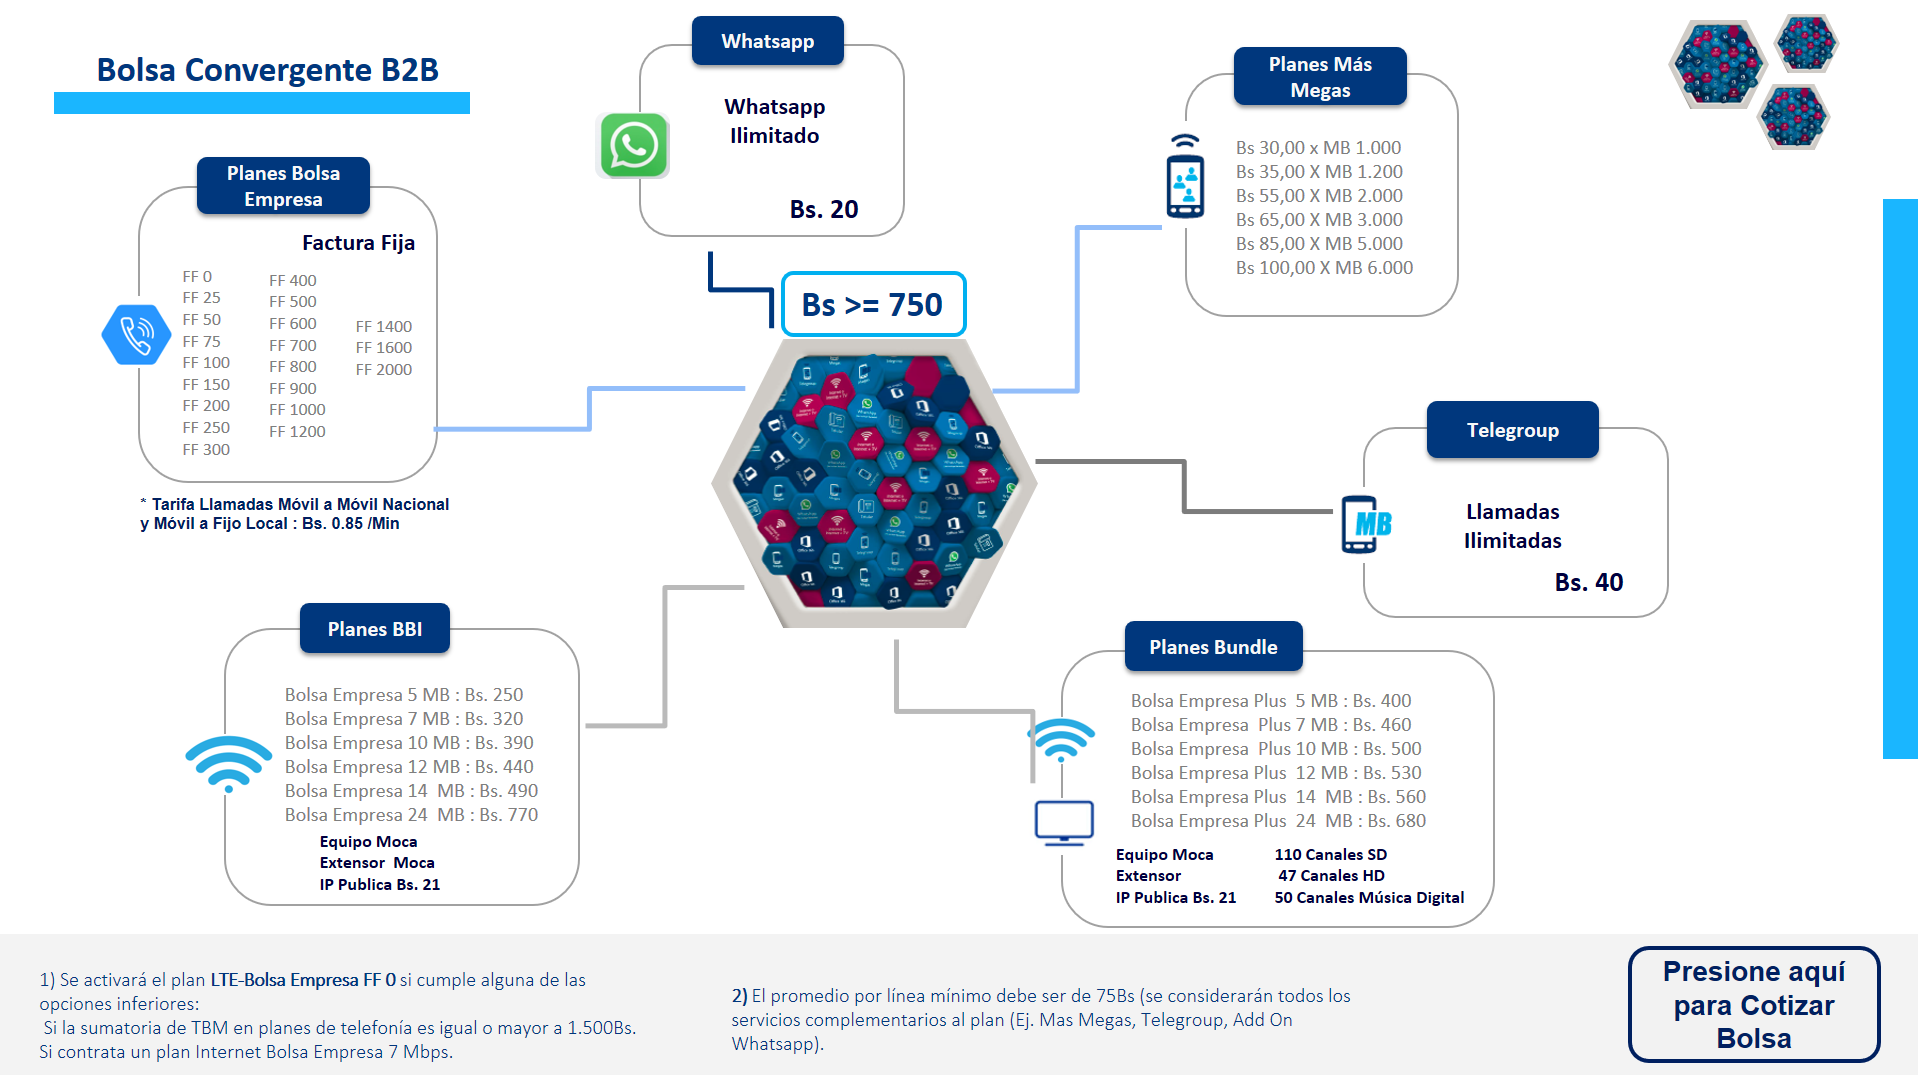 Bolsa Convergente B2B
Whatsapp
Whatsapp
Ilimitado
Bs. 20
Planes Más
Megas
Bs 30,00 x MB 1.000
Bs 35,00 X MB 1.200
Bs 55,00 X MB 2.000
Bs 65,00 X MB 3.000
Bs 85,00 X MB 5.000
Bs 100,00 X MB 6.000
Planes Bolsa
Empresa
Factura Fija
FF 0
FF 25
FF 50
FF 75
FF 100
FF 150
FF 200
FF 250
FF 300
FF 400
FF 500
FF 600
FF 700
FF 800
FF 900
FF 1000
FF 1200
FF 1400
FF 1600
FF 2000
* Tarifa Llamadas Móvil a Móvil Nacional
y Móvil a Fijo Local : Bs. 0.85 /Min
Bs >= 750
Telegroup
MB
Llamadas
Ilimitadas
Bs. 40
Planes BBI
Bolsa Empresa 5 MB : Bs. 250
Bolsa Empresa 7 MB : Bs. 320
Bolsa Empresa 10 MB : Bs. 390
Bolsa Empresa 12 MB : Bs. 440
Bolsa Empresa 14 MB : Bs. 490
Bolsa Empresa 24 MB : Bs. 770
Equipo Moca
Extensor Moca
IP Publica Bs. 21
Planes Bundle
Bolsa Empresa Plus 5 MB : Bs. 400
Bolsa Empresa Plus 7 MB : Bs. 460
Bolsa Empresa Plus 10 MB : Bs. 500
Bolsa Empresa Plus 12 MB : Bs. 530
Bolsa Empresa Plus 14 MB : Bs. 560
Bolsa Empresa Plus 24 MB : Bs. 680
Equipo Moca
Extensor
IP Publica Bs. 21
110 Canales SD
47 Canales HD
50 Canales Música Digital
1) Se activará el plan LTE-Bolsa Empresa FF 0 si cumple alguna de las
opciones inferiores:
Si la sumatoria de TBM en planes de telefonía es igual o mayor a 1.500Bs.
Si contrata un plan Internet Bolsa Empresa 7 Mbps.
2) El promedio por línea mínimo debe ser de 75Bs (se considerarán todos los
servicios complementarios al plan (Ej. Mas Megas, Telegroup, Add On
Whatsapp).
Presione aquí
para Cotizar
Bolsa